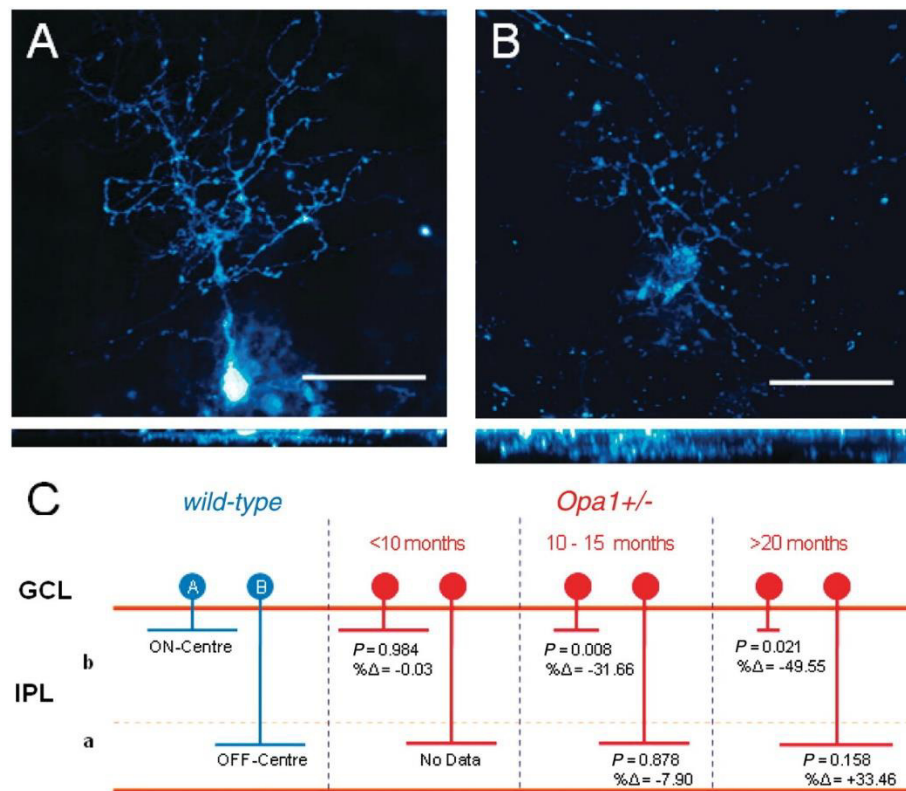 A
B
C
wild-type
Opa1+/-
<10 months
10 - 15 months
>20 months
GCL
A
B
ON-Centre
b
P = 0.984
%Δ= -0.03
P = 0.008
%Δ= -31.66
P = 0.021
%Δ= -49.55
IPL
a
OFF-Centre
No Data
P = 0.878
%Δ= -7.90
P = 0.158
%Δ= +33.46